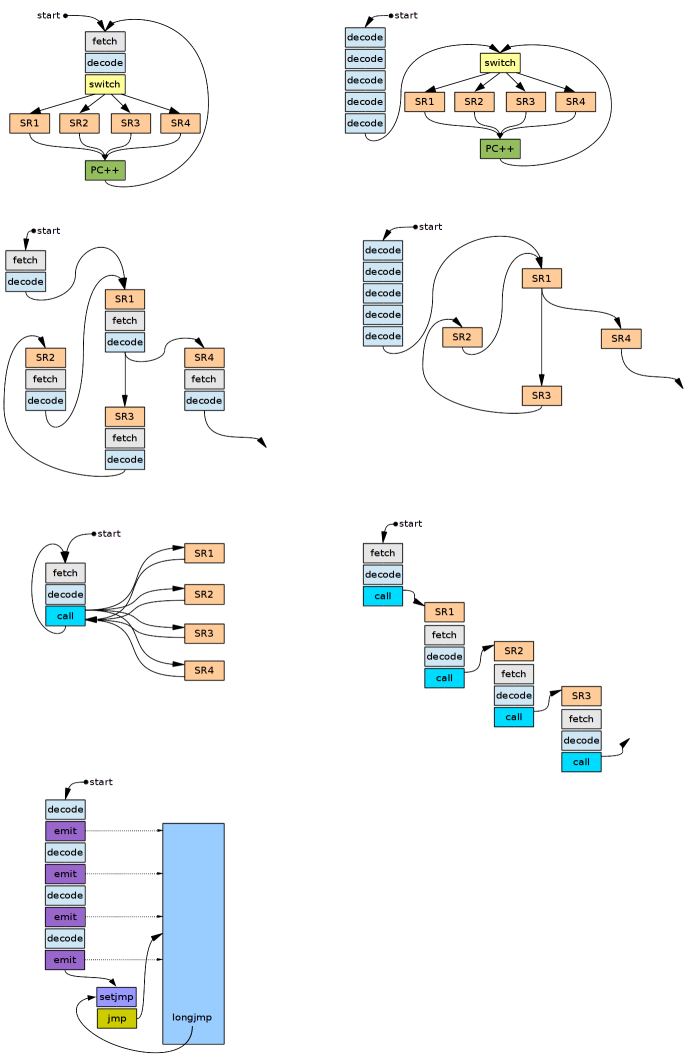 start
fetch
decode
switch
SR1 SR2 SR3 SR4
PC++
start
decode
decode
decode
decode
decode
switch
SR1 SR2 SR3 SR4
PC++
start
fetch
decode
SR1
fetch
decode
SR2
fetch
decode
SR4
fetch
decode
SR3
fetch
decode
start
decode
decode
decode
decode
decode
SR1
SR2
SR4
SR3
start
fetch
decode
call
SR1
SR2
SR3
SR4
start
fetch
decode
call
SR1
fetch
decode
call
SR2
fetch
decode
call
SR3
fetch
decode
call
start
decode
emit
decode
emit
decode
emit
decode
emit
setjmp
jmp
longjmp